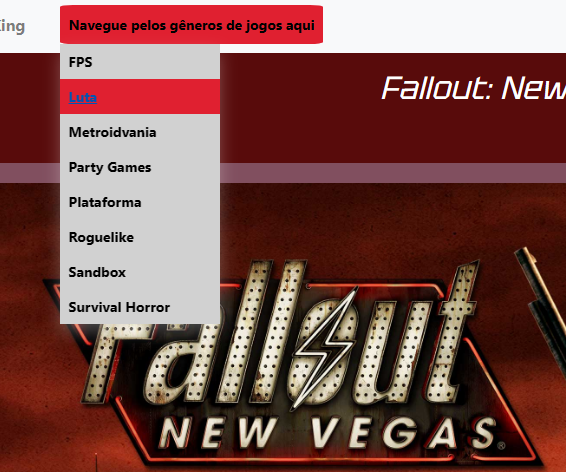 ing
Navegue pelos gêneros de jogos aqui
FPS
Luta
Metroidvania
Party Games
Plataforma
Roguelike
Sandbox
Survival Horror
Fallout: New
Fallout
NEW VEGAS